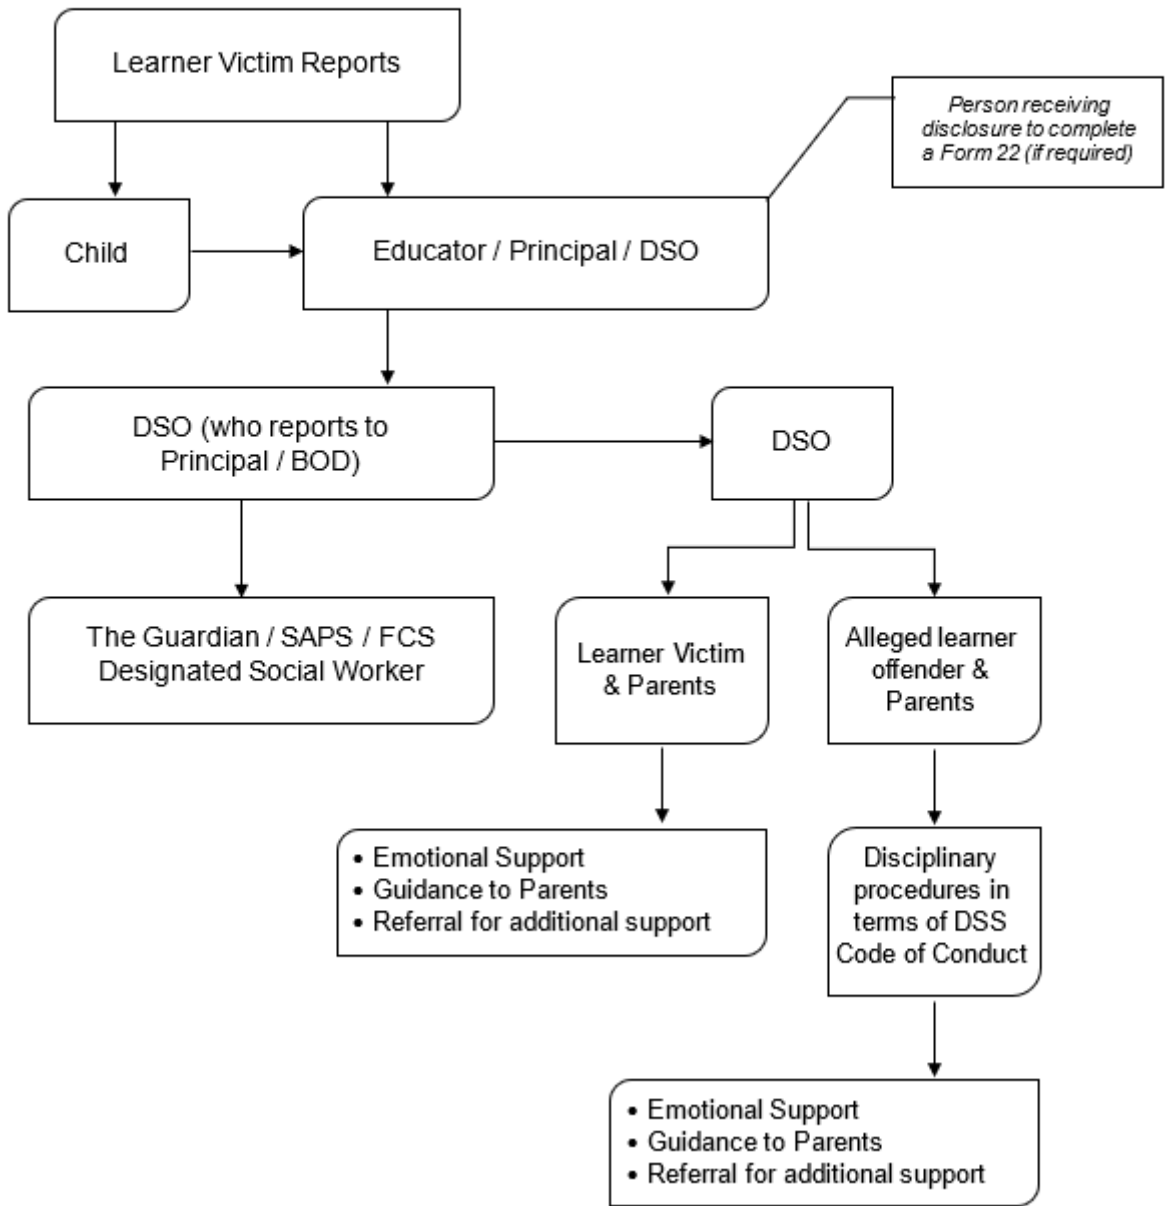 Learner Victim Reports
Person receiving
disclosure to complete
a Form 22 (if required)
Child
Educator / Principal / DSO
DSO (who reports to
Principal / BOD)
DSO
The Guardian / SAPS / FCS
Designated Social Worker
Learner Victim
& Parents
Alleged learner
offender &
Parents
• Emotional Support
• Guidance to Parents
• Referral for additional support
Disciplinary
procedures in
terms of DSS
Code of Conduct
• Emotional Support
• Guidance to Parents
• Referral for additional support